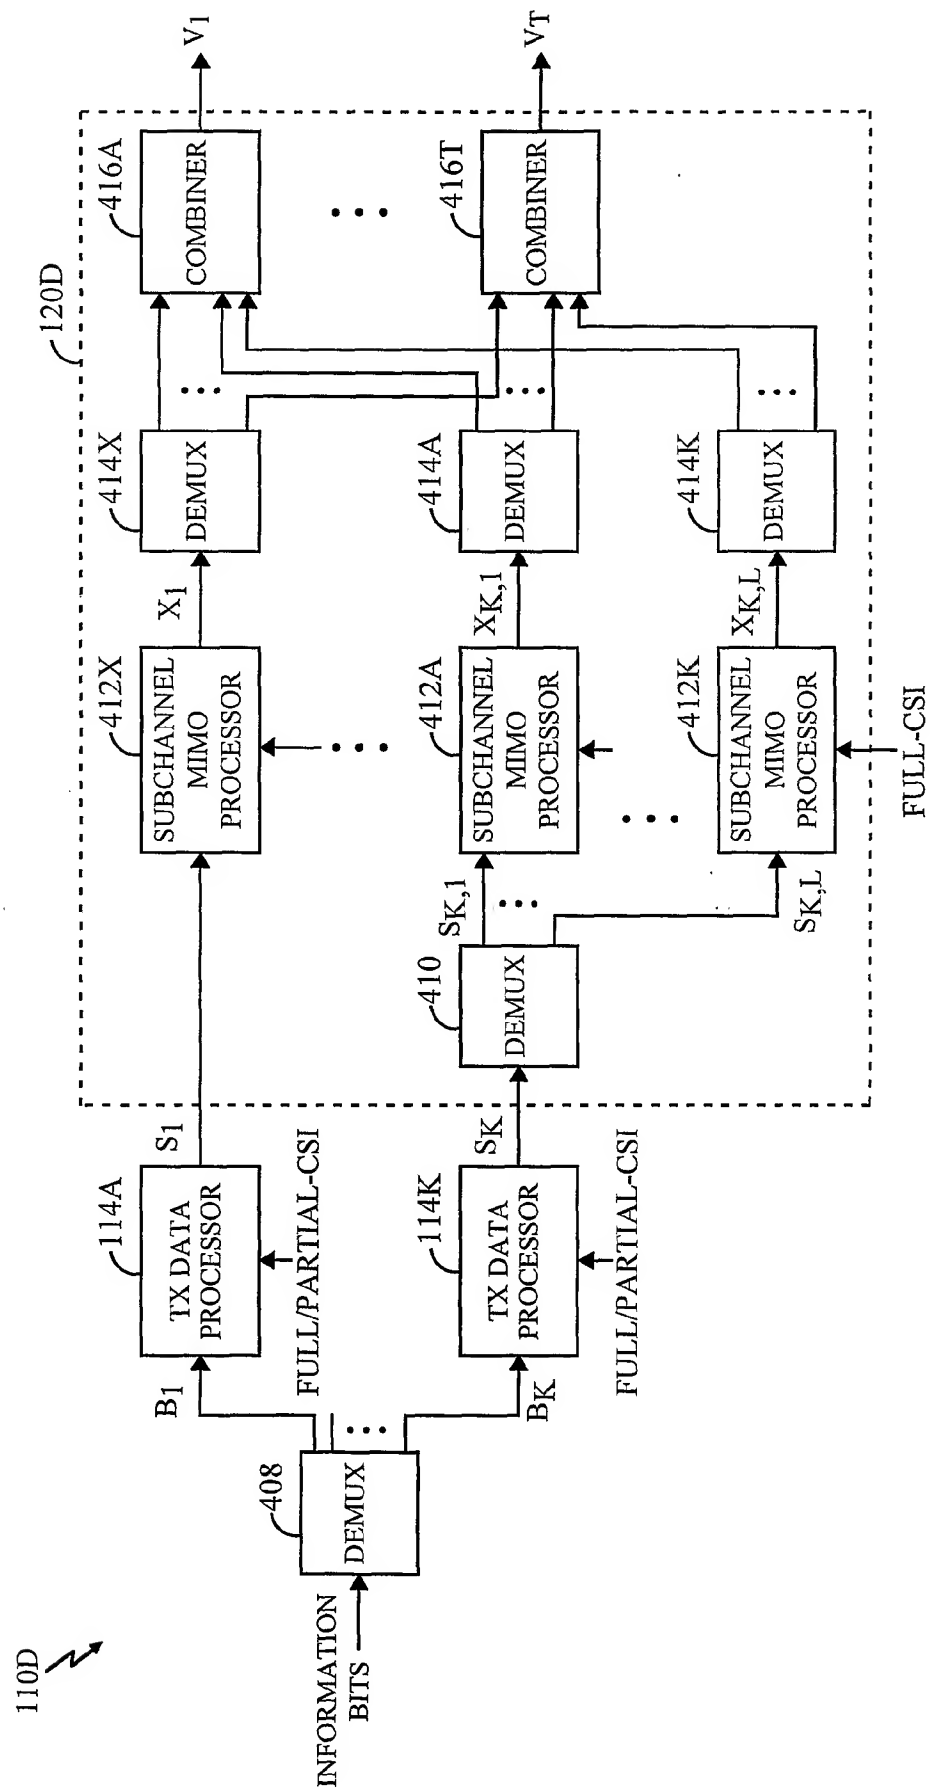 110D
INFORMATION
BITS
408
DEMUX
B1
BK
114A
TX DATA
PROCESSOR
FULL/PARTIAL-CSI
S1
114K
TX DATA
PROCESSOR
FULL/PARTIAL-CSI
SK
120D
410
DEMUX
SK,1
SK,L
412X
SUBCHANNEL
MIMO
PROCESSOR
X1
412A
SUBCHANNEL
MIMO
PROCESSOR
XK,1
412K
SUBCHANNEL
MIMO
PROCESSOR
XK,L
FULL-CSI
414X
DEMUX
414A
DEMUX
414K
DEMUX
416A
COMBINER
V1
416T
COMBINER
VT